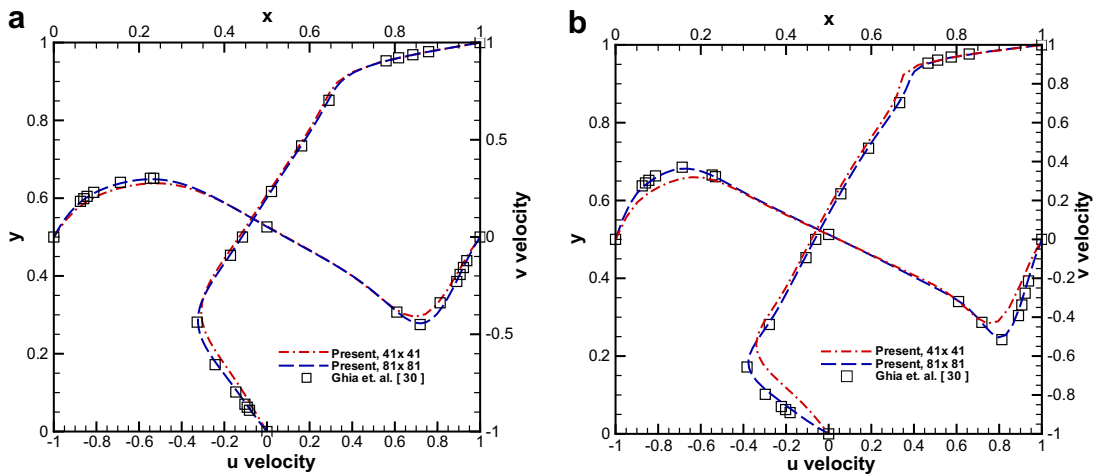 a
x
0 0.2 0.4 0.6 0.8 1
1
0.8
0.6
0.4
0.2
0
y
1
0.5
0
-0.5
-1
v velocity
Present, 41x 41
Present, 81x 81
Ghia et. al. [ 30 ]
-1 -0.8 -0.6 -0.4 -0.2 0 0.2 0.4 0.6 0.8 1
u velocity
b
x
0 0.2 0.4 0.6 0.8 1
1
0.8
0.6
0.4
0.2
0
y
1
0.8
0.6
0.4
0.2
0
-0.2
-0.4
-0.6
-0.8
-1
v velocity
Present, 41x 41
Present, 81x 81
Ghia et. al. [ 30 ]
-1 -0.8 -0.6 -0.4 -0.2 0 0.2 0.4 0.6 0.8 1
u velocity